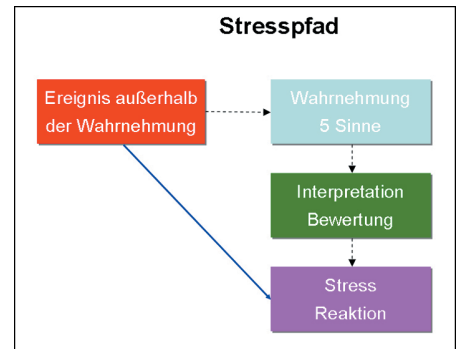 Stresspfad
Ereignis außerhalb
der Wahrnehmung
Wahrnehmung
5 Sinne
Interpretation
Bewertung
Stress
Reaktion